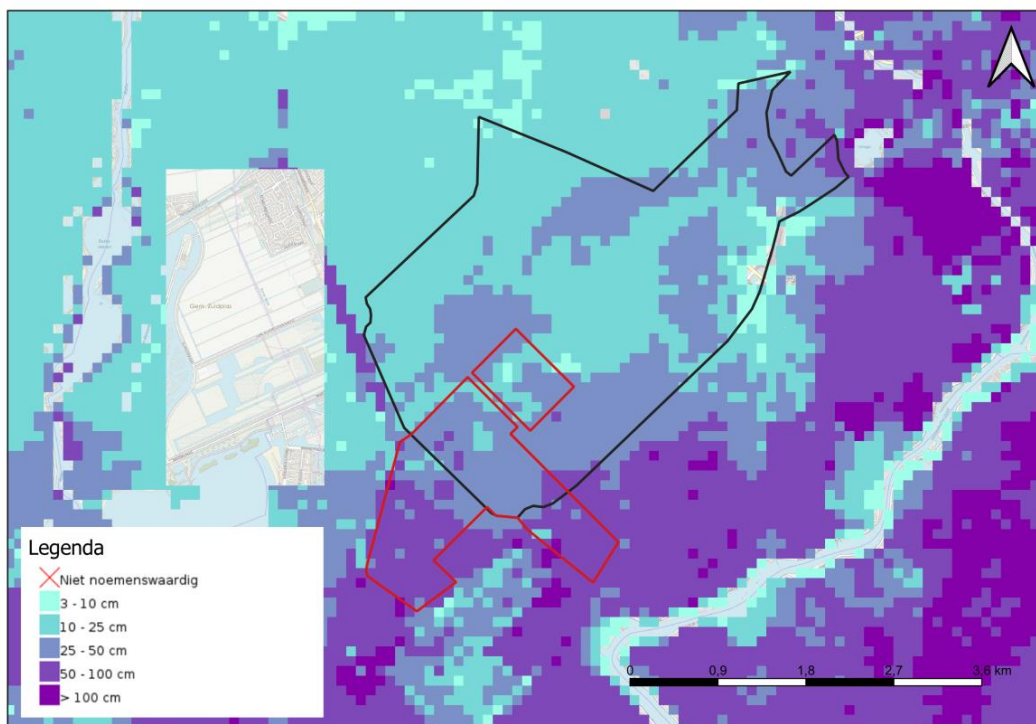 Legenda
Niet noemenswaardig
3 - 10 cm
10 - 25 cm
25 - 50 cm
50 - 100 cm
> 100 cm
0 0,9 1,8 2,7 3,6 km